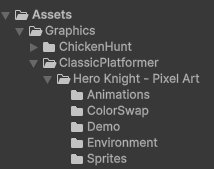 Assets
Graphics
ChickenHunt
ClassicPlatformer
Hero Knight - Pixel Art
Animations
ColorSwap
Demo
Environment
Sprites